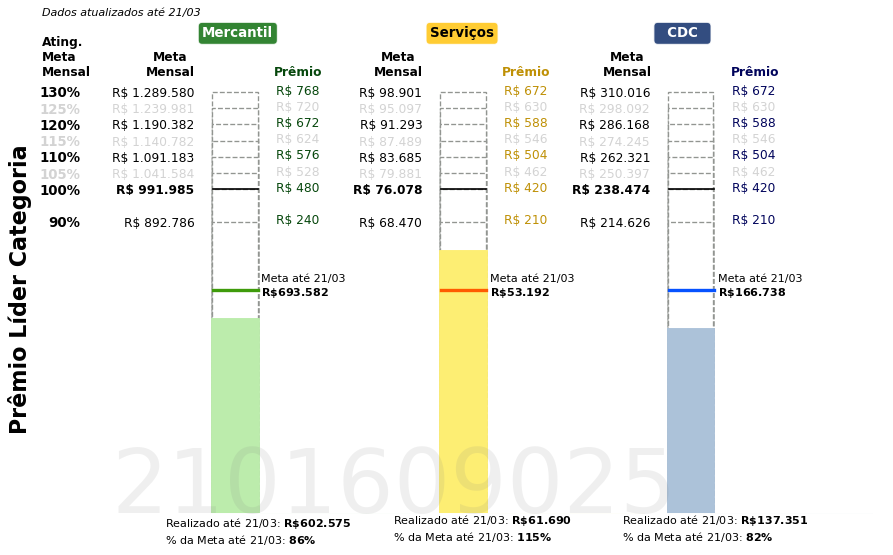 Dados atualizados até 21/03
Mercantil Serviços CDC
Ating.
Meta Meta Meta Meta
Mensal Mensal Prêmio Mensal Prêmio Mensal Prêmio
130% R$ 1.289.580 R$ 768 R$ 98.901 R$ 672 R$ 310.016 R$ 672
125% R$ 1.239.981 R$ 720 R$ 95.097 R$ 630 R$ 298.092 R$ 630
120% R$ 1.190.382 R$ 672 R$ 91.293 R$ 588 R$ 286.168 R$ 588
115% R$ 1.140.782 R$ 624 R$ 87.489 R$ 546 R$ 274.245 R$ 546
110% R$ 1.091.183 R$ 576 R$ 83.685 R$ 504 R$ 262.321 R$ 504
105% R$ 1.041.584 R$ 528 R$ 79.881 R$ 462 R$ 250.397 R$ 462
100% R$ 991.985 R$ 480 R$ 76.078 R$ 420 R$ 238.474 R$ 420
90% R$ 892.786 R$ 240 R$ 68.470 R$ 210 R$ 214.626 R$ 210
Prêmio Líder Categoria
Meta até 21/03 Meta até 21/03 Meta até 21/03
R$693.582 R$53.192 R$166.738
2101609025
Realizado até 21/03: R$602.575 Realizado até 21/03: R$61.690 Realizado até 21/03: R$137.351
% da Meta até 21/03: 86% % da Meta até 21/03: 115% % da Meta até 21/03: 82%